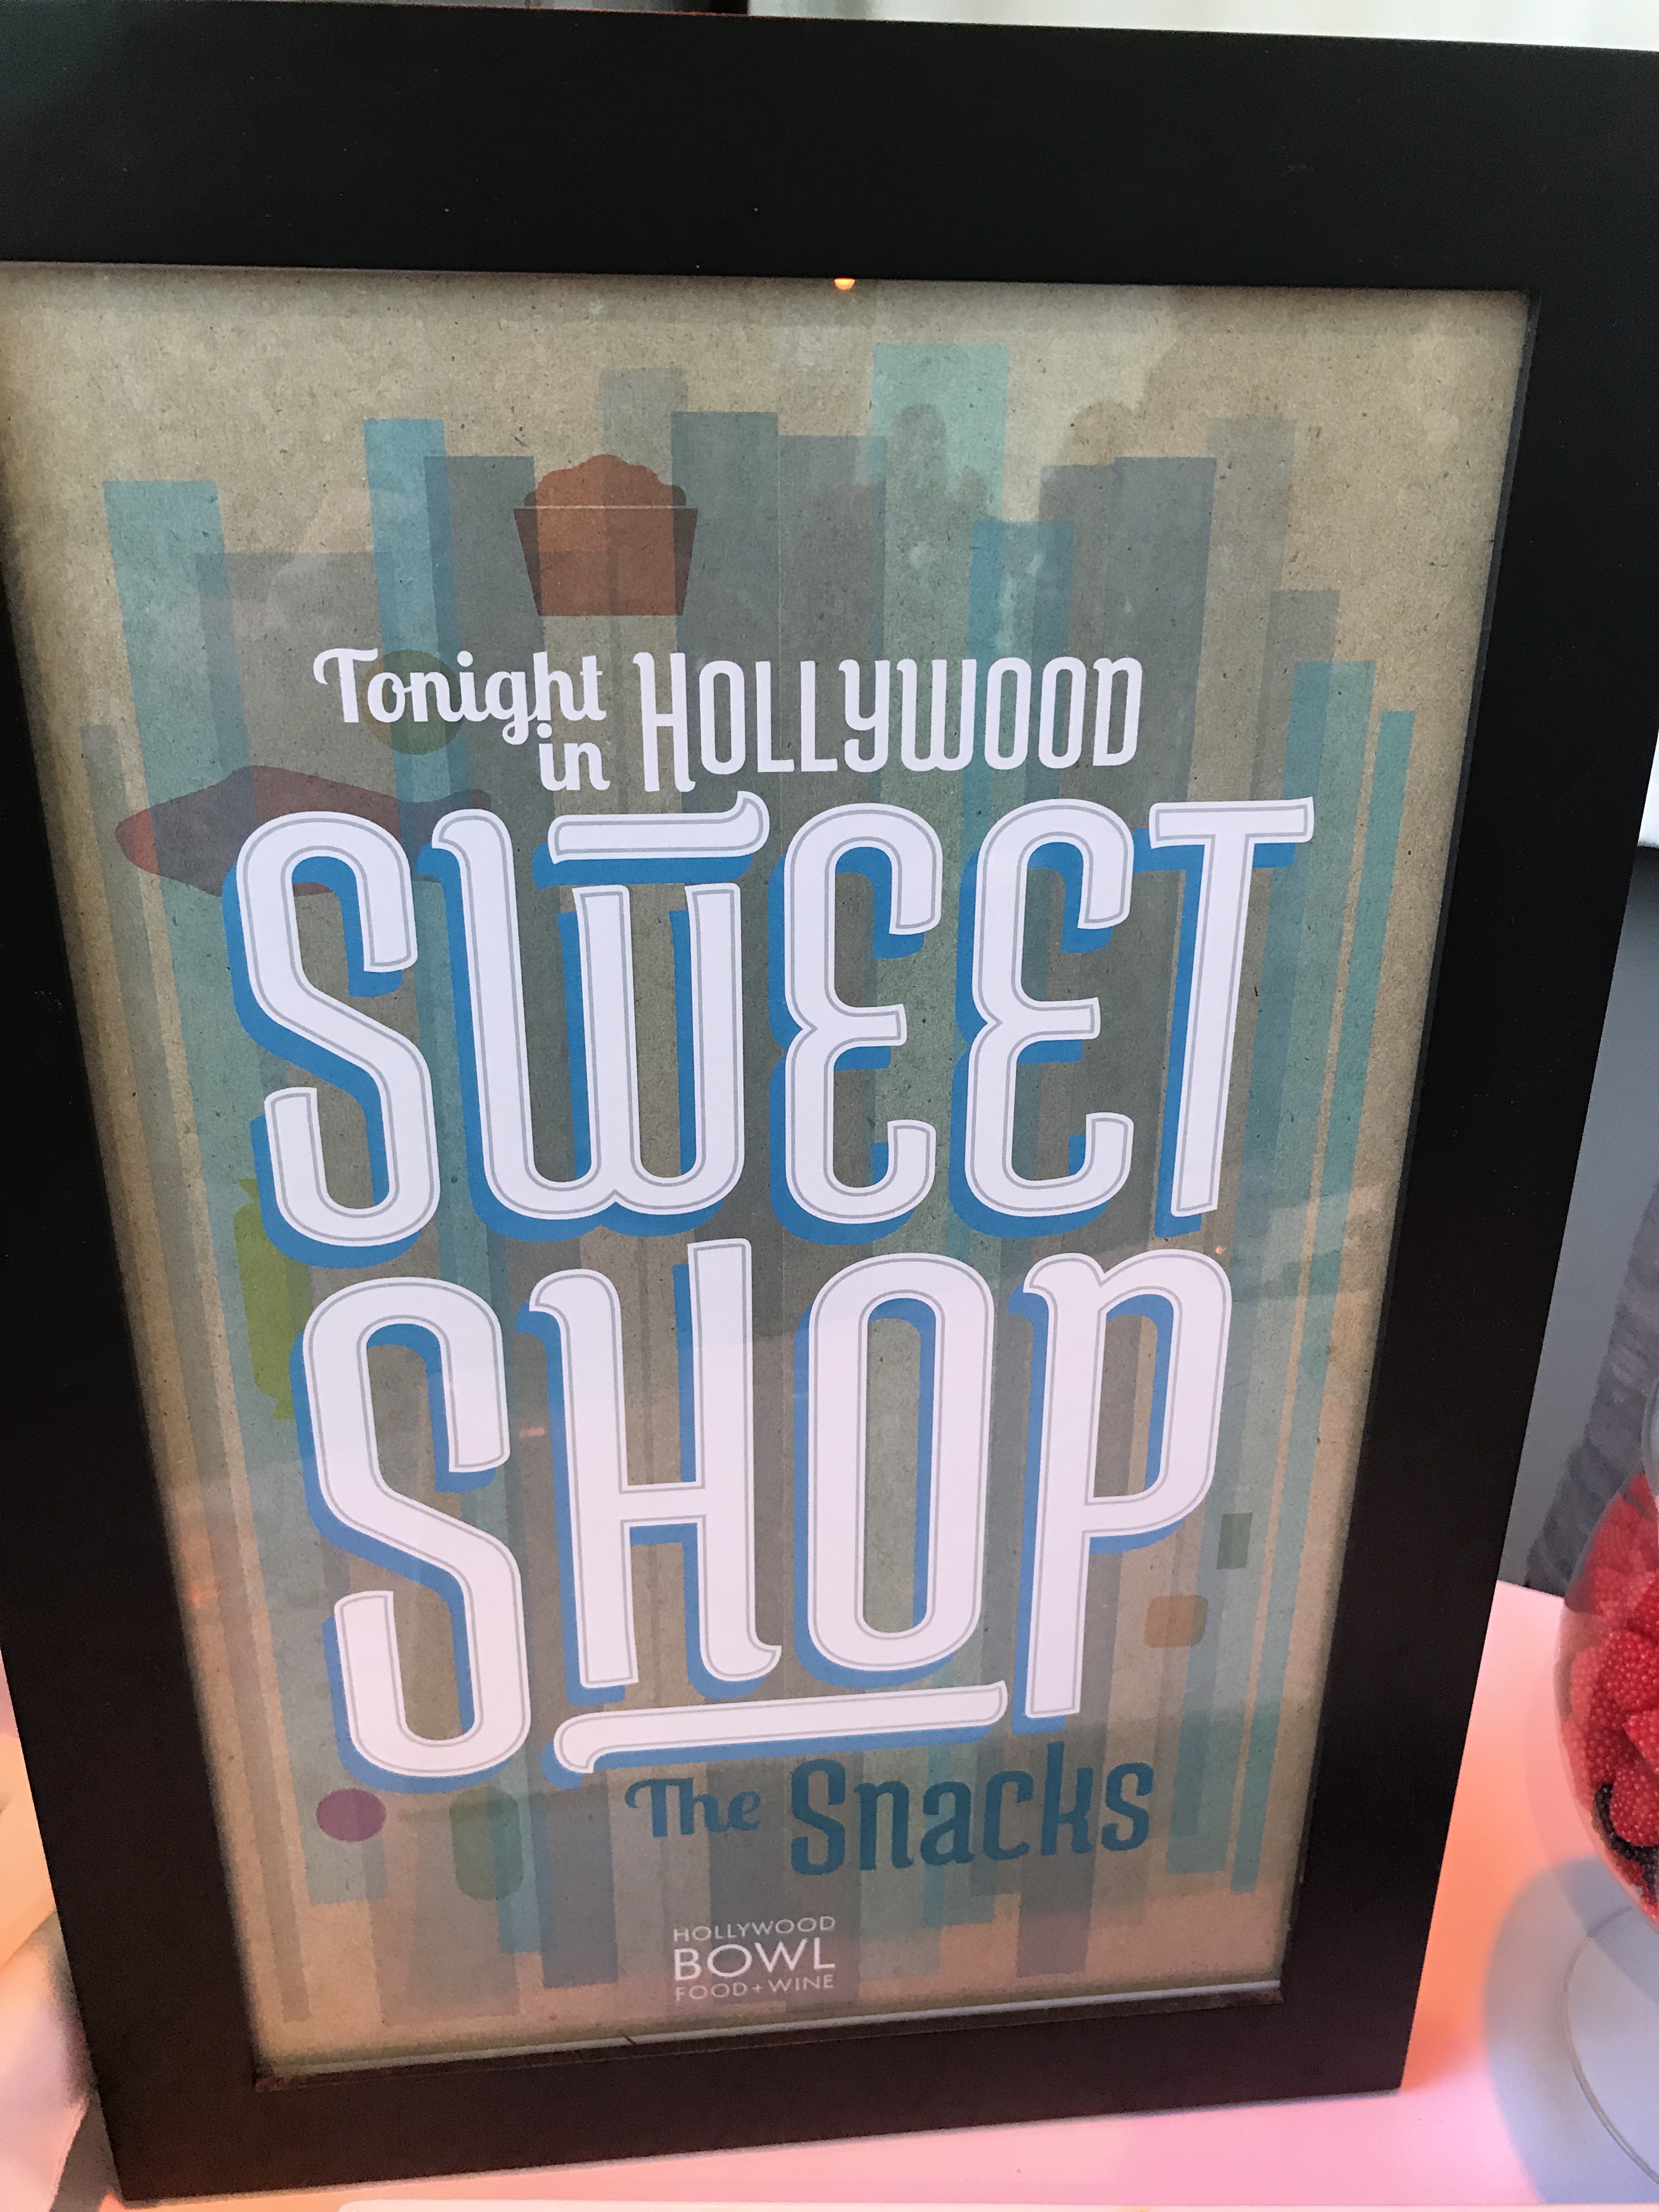 Tonight
in HOLLYWOOD
SWEET
SHOP
The Snacks
HOLLYWOOD
BOWL
FOOD+WINE